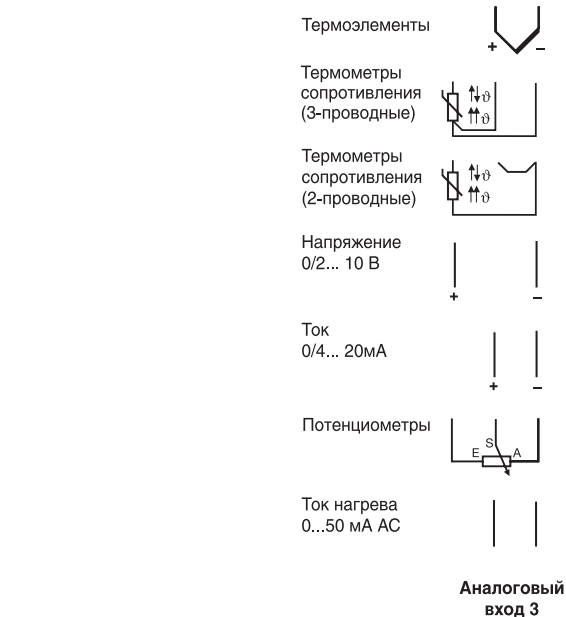 Термоэлементы
+ –
Термометры
сопротивления
(3-проводные)
ϑ
ϑ
Термометры
сопротивления
(2-проводные)
ϑ
ϑ
Напряжение
0/2... 10 В
+ –
Ток
0/4... 20мА
+ –
Потенциометры
S
E A
Ток нагрева
0...50 мА АС
Аналоговый
вход 3